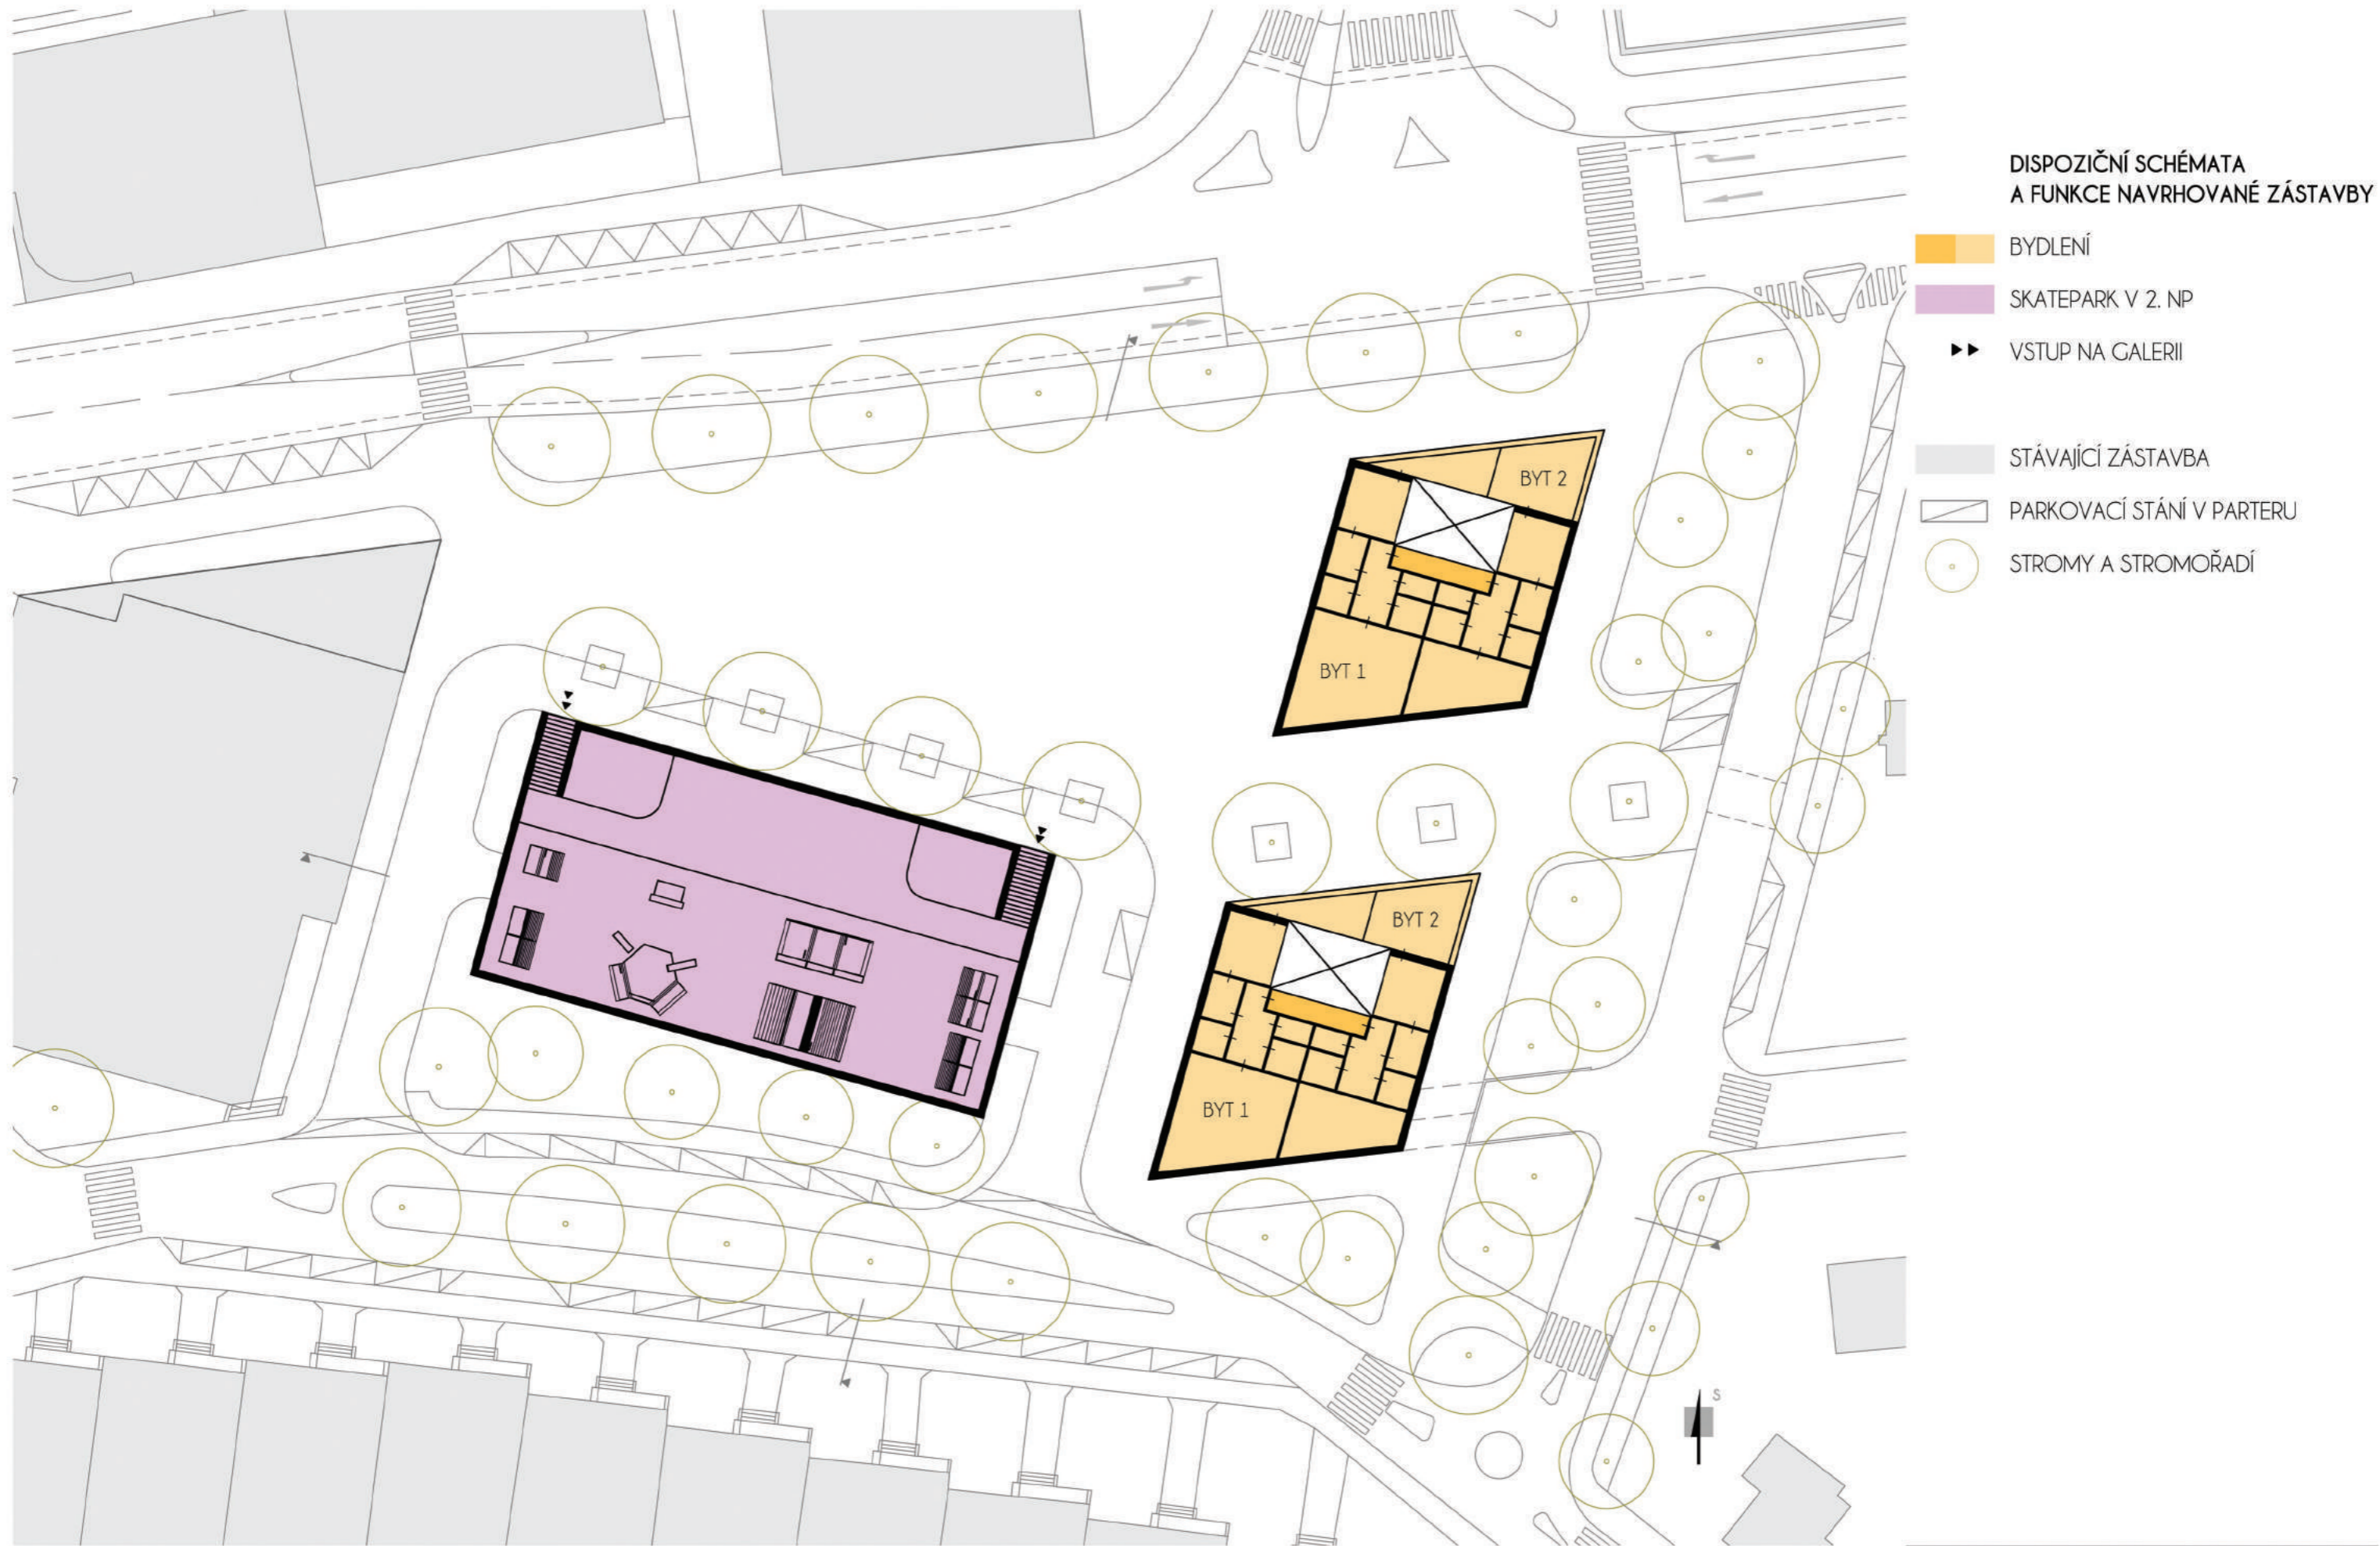 DISPOZIČNÍ SCHÉMATA
A FUNKCE NAVRHOVANÉ ZÁSTAVBY
BYDLENÍ
SKATEPARK V 2. NP
VSTUP NA GALERII
STÁVAJÍCÍ ZÁSTAVBA
PARKOVACÍ STÁNÍ V PARTERU
STROMY A STROMOŘADÍ
BYT 2
BYT 1
BYT 2
BYT 1
S